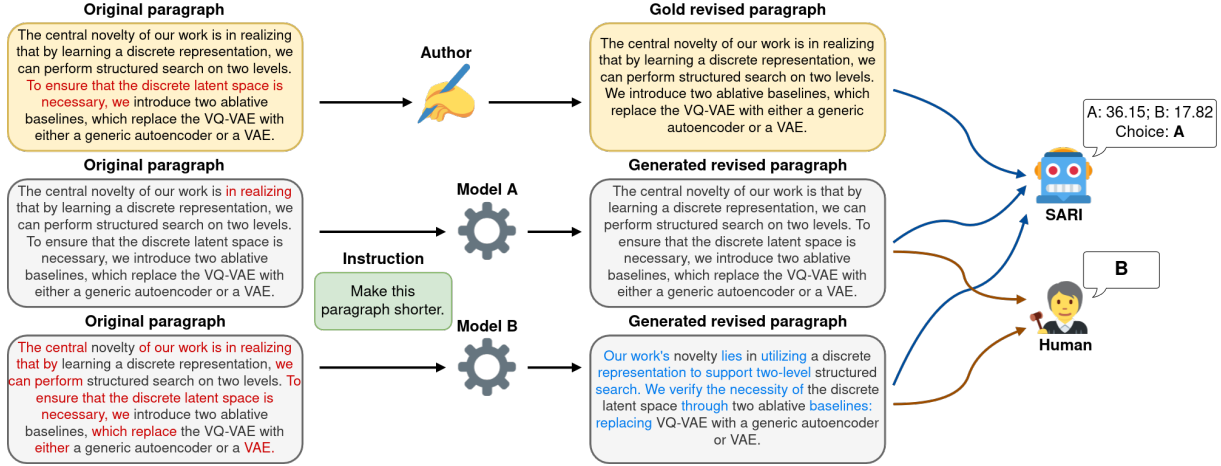 Original paragraph
The central novelty of our work is in realizing
that by learning a discrete representation, we
can perform structured search on two levels.
To ensure that the discrete latent space is
necessary, we introduce two ablative
baselines, which replace the VQ-VAE with
either a generic autoencoder or a VAE.
Author
Gold revised paragraph
The central novelty of our work is in realizing
that by learning a discrete representation, we
can perform structured search on two levels.
We introduce two ablative baselines, which
replace the VQ-VAE with either a generic
autoencoder or a VAE.
Original paragraph
The central novelty of our work is in realizing
that by learning a discrete representation, we
can perform structured search on two levels.
To ensure that the discrete latent space is
necessary, we introduce two ablative
baselines, which replace the VQ-VAE with
either a generic autoencoder or a VAE.
Model A
Generated revised paragraph
The central novelty of our work is that by
learning a discrete representation, we can
perform structured search on two levels. To
ensure that the discrete latent space is
necessary, we introduce two ablative
baselines, which replace the VQ-VAE with
either a generic autoencoder or a VAE.
Instruction
Make this
paragraph shorter.
Original paragraph
The central novelty of our work is in realizing
that by learning a discrete representation, we
can perform structured search on two levels. To
ensure that the discrete latent space is
necessary, we introduce two ablative
baselines, which replace the VQ-VAE with
either a generic autoencoder or a VAE.
Model B
Generated revised paragraph
Our work's novelty lies in utilizing a discrete
representation to support two-level structured
search. We verify the necessity of the discrete
latent space through two ablative baselines:
replacing VQ-VAE with a generic autoencoder
or VAE.
A: 36.15; B: 17.82
Choice: A
SARI
B
Human